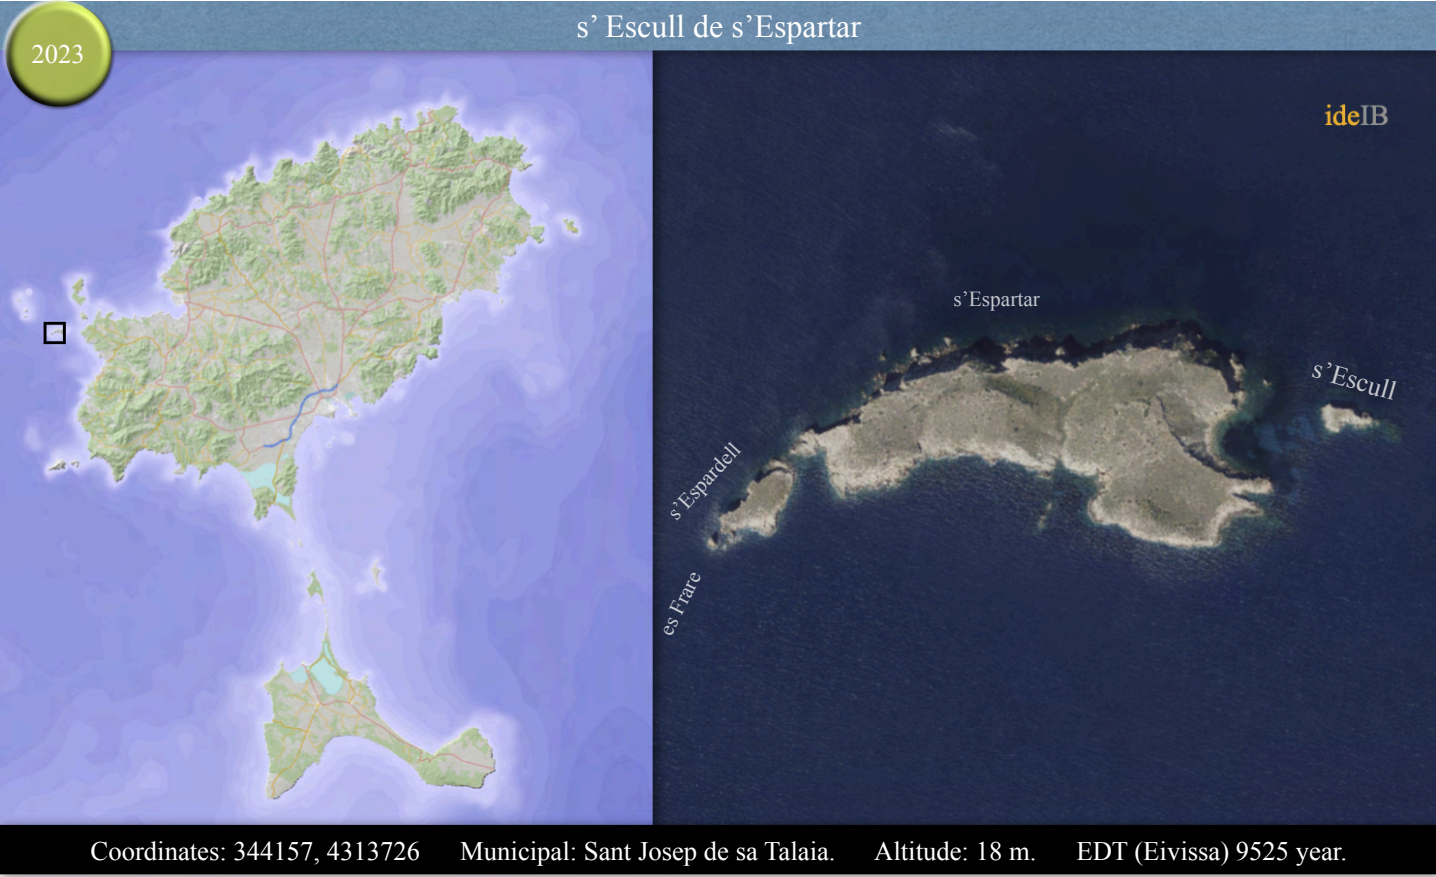 s’ Escull de s’Espartar
2023
ideIB
s’Espartar
s’Escull
s’Espardell
es Frare
Coordinates: 344157, 4313726 Municipal: Sant Josep de sa Talaia. Altitude: 18 m. EDT (Eivissa) 9525 year.